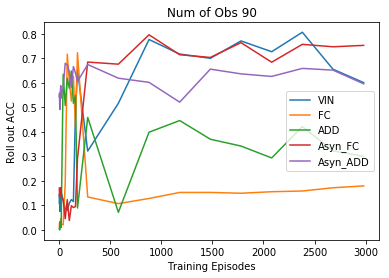 Num of Obs 90
Roll out ACC
0.8
0.7
0.6
0.5
0.4
0.3
0.2
0.1
0.0
VIN
FC
ADD
Asyn_FC
Asyn_ADD
0
500
1000
1500
2000
2500
3000
Training Episodes